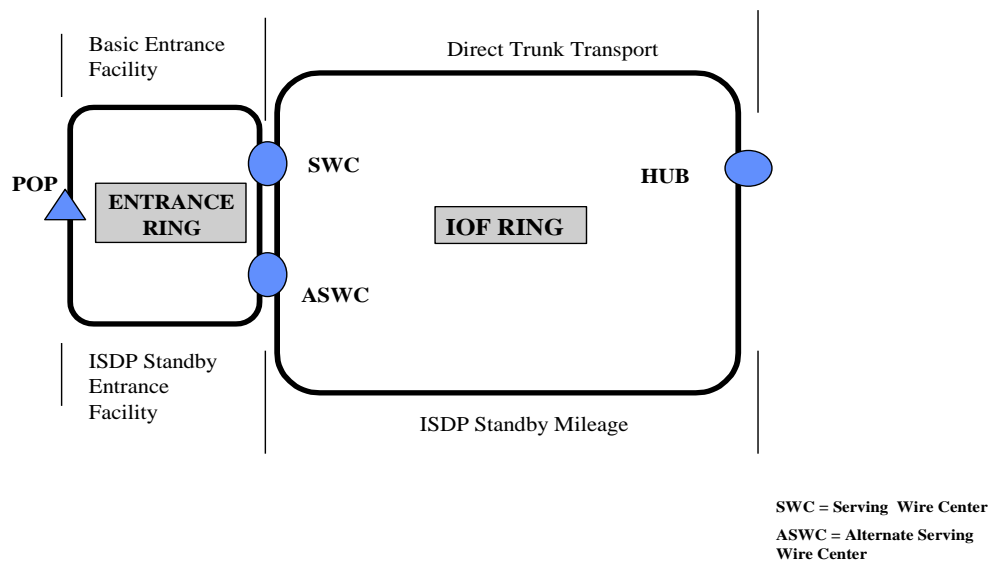 Basic Entrance
Facility
Direct Trunk Transport
SWC
HUB
POP
ENTRANCE
RING
IOF RING
ASWC
ISDP Standby
Entrance
Facility
ISDP Standby Mileage
SWC = Serving Wire Center
ASWC = Alternate Serving
Wire Center